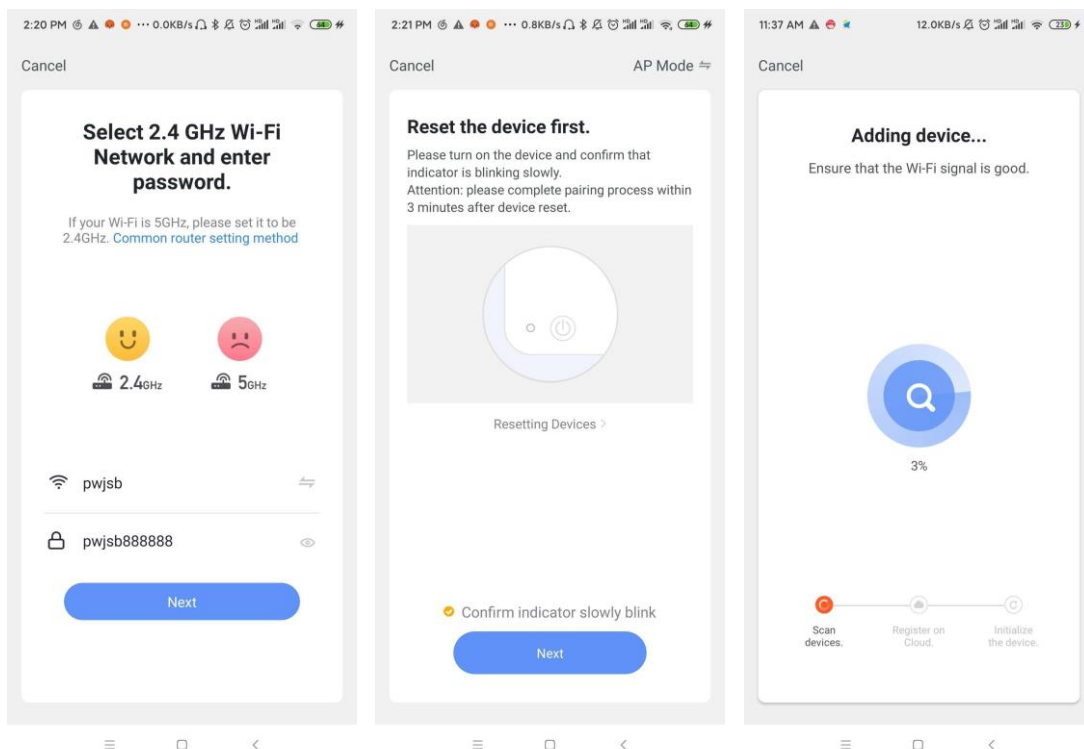 2:20 PM ... 0.0KB/s 64
Cancel
Select 2.4 GHz Wi-Fi
Network and enter
password.
If your Wi-Fi is 5GHz, please set it to be
2.4GHz. Common router setting method
2.4GHz 5GHz
pwjsb
pwjsb888888
Next
2:21 PM ... 0.8KB/s 64
Cancel AP Mode
Reset the device first.
Please turn on the device and confirm that
indicator is blinking slowly.
Attention: please complete pairing process within
3 minutes after device reset.
Resetting Devices >
Confirm indicator slowly blink
Next
11:37 AM 12.0KB/s 23
Cancel
Adding device...
Ensure that the Wi-Fi signal is good.
3%
Scan Register on Initialize
devices. Cloud. the device.